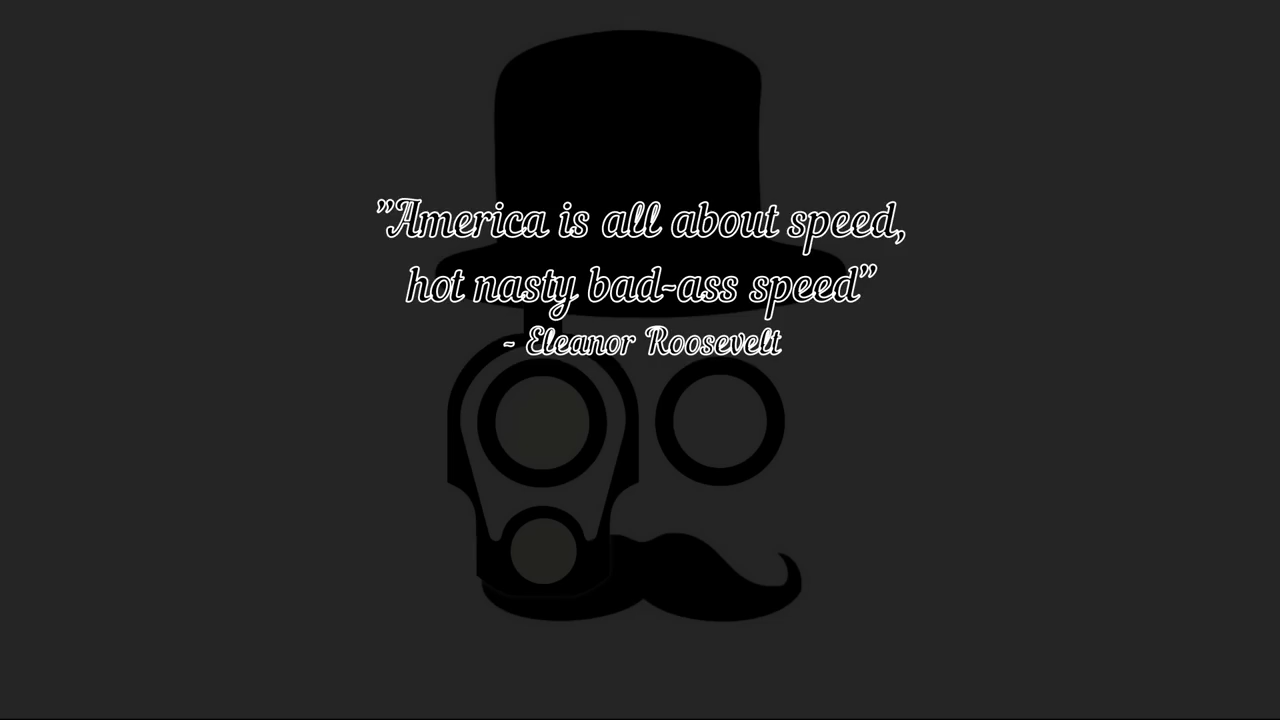 "America is all about speed,
hot nasty bad-ass speed"
- Eleanor Roosevelt